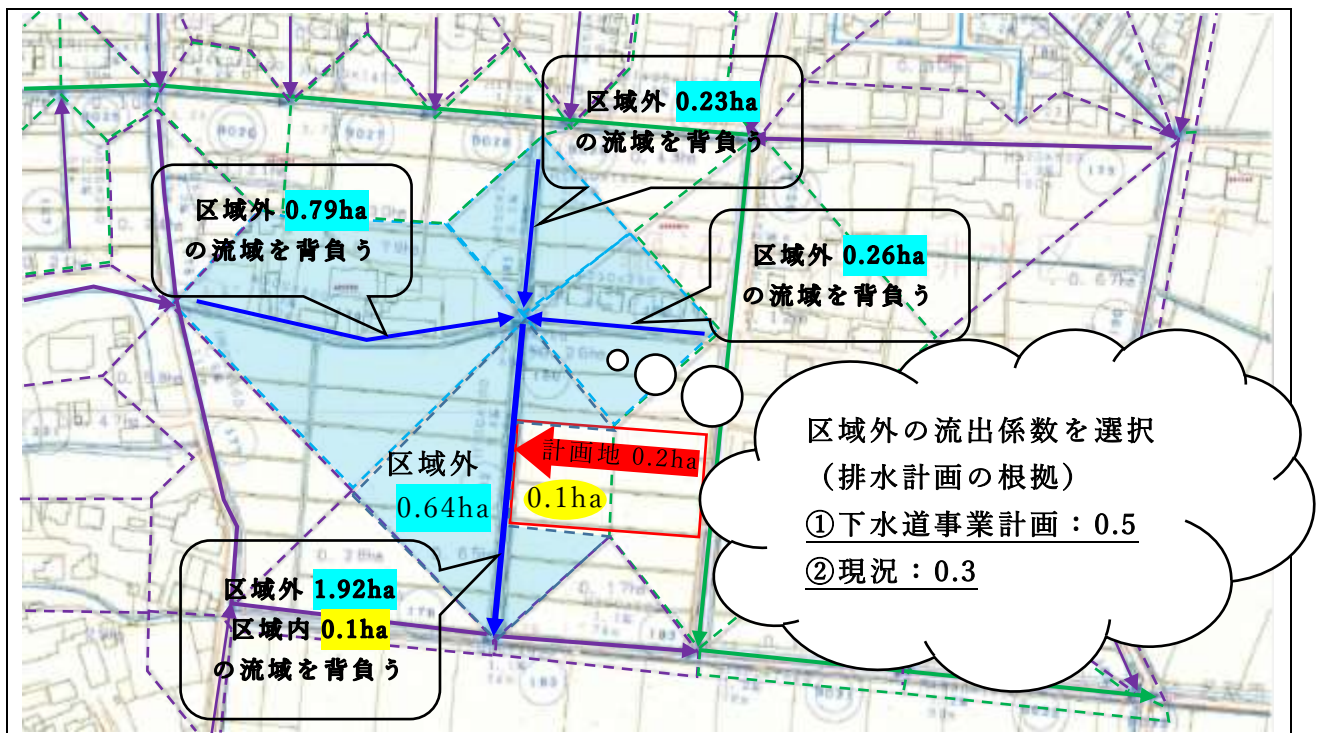 区域外 0.23ha
の流域を背負う
区域外 0.79ha
の流域を背負う
区域外 0.26ha
の流域を背負う
区域外の流出係数を選択
（排水計画の根拠）
①下水道事業計画：0.5
②現況：0.3
計画地 0.2ha
0.1ha
区域外
0.64ha
区域外 1.92ha
区域内 0.1ha
の流域を背負う